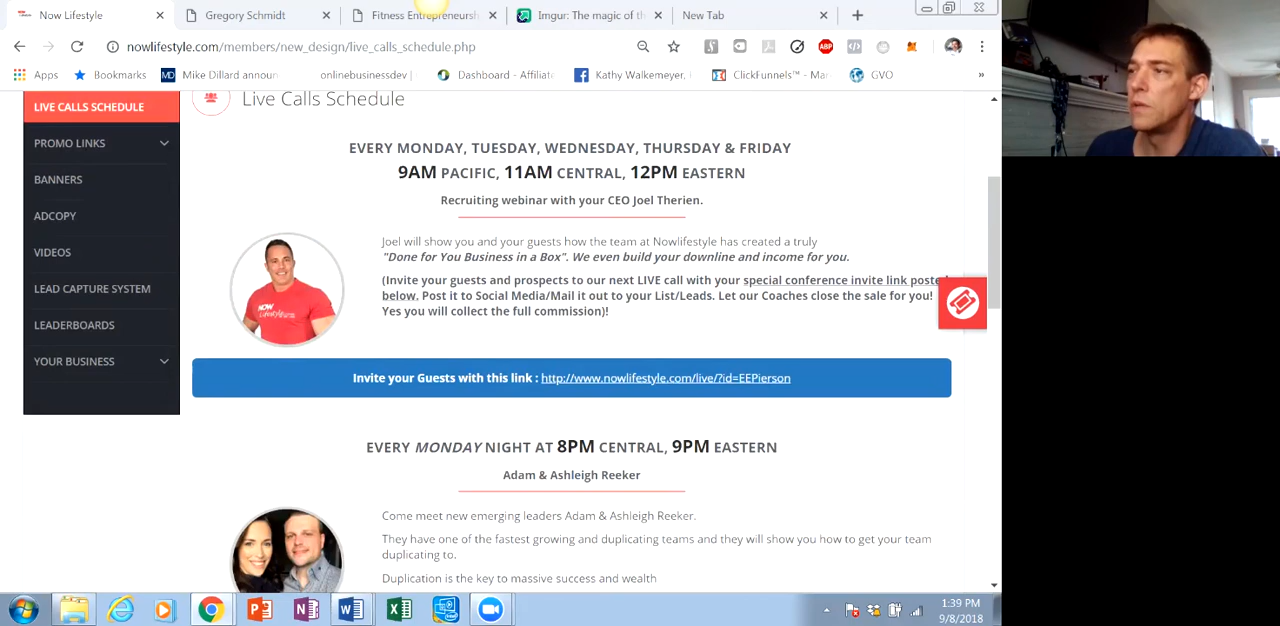 Now Lifestyle
Gregory Schmidt
Fitness Entrepreneursh
Imgur: The magic of th
New Tab
nowlifestyle.com/members/new_design/live_calls_schedule.php
ABP
Apps
Bookmarks
MD Mike Dillard announ
onlinebusinessdev |
Dashboard - Affiliate
Kathy Walkemeyer.
ClickFunnels™ - Mar
GVO
»
LIVE CALLS SCHEDULE
PROMO LINKS
BANNERS
ADCOPY
VIDEOS
LEAD CAPTURE SYSTEM
LEADERBOARDS
YOUR BUSINESS
Live Calls Schedule
EVERY MONDAY, TUESDAY, WEDNESDAY, THURSDAY & FRIDAY
9AM PACIFIC, 11AM CENTRAL, 12PM EASTERN
Recruiting webinar with your CEO Joel Therien.
Joel will show you and your guests how the team at Nowlifestyle has created a truly
"Done for You Business in a Box". We even build your downline and income for you.
(Invite your guests and prospects to our next LIVE call with your special conference invite link poste
below. Post it to Social Media/Mail it out to your List/Leads. Let our Coaches close the sale for you!
Yes you will collect the full commission)!
NOW
Lifestyle
Invite your Guests with this link : http://www.nowlifestyle.com/live/?id=EEPierson
EVERY MONDAY NIGHT AT 8PM CENTRAL, 9PM EASTERN
Adam & Ashleigh Reeker
Come meet new emerging leaders Adam & Ashleigh Reeker.
They have one of the fastest growing and duplicating teams and they will show you how to get your team
duplicating to.
Duplication is the key to massive success and wealth
1:39 PM
9/8/2018